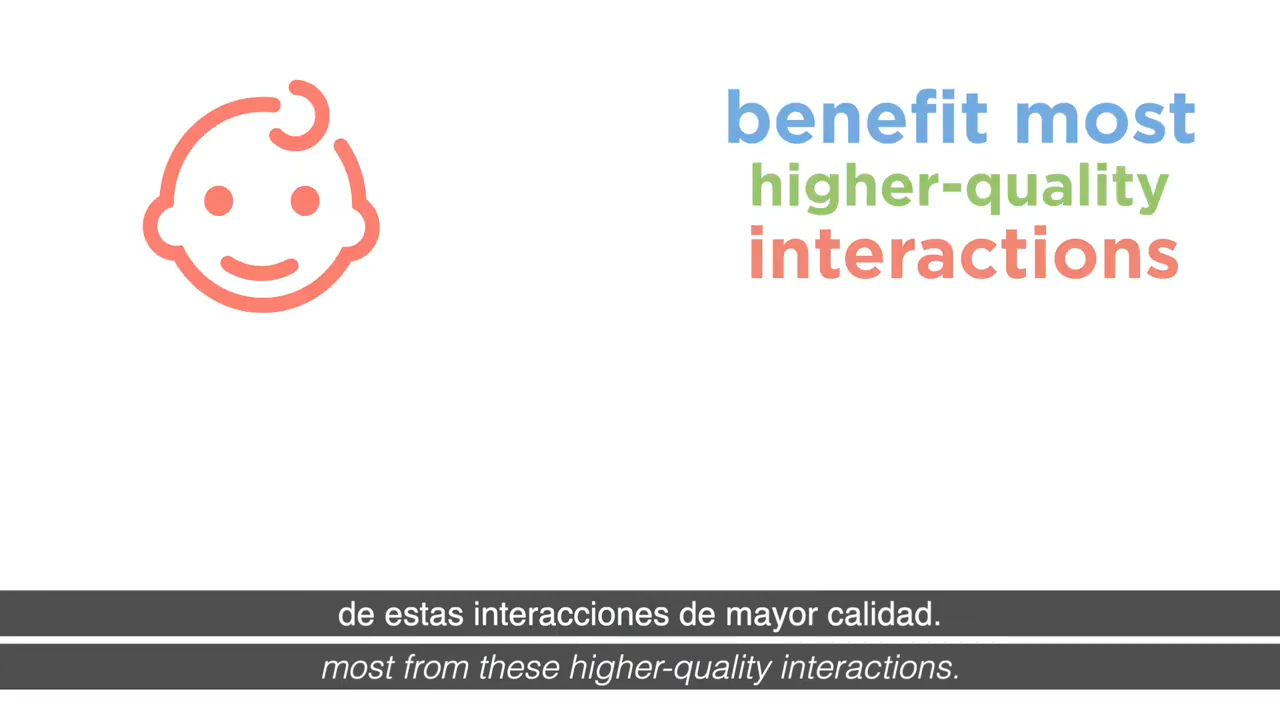 benefit most
higher-quality
interactions
de estas interacciones de mayor calidad.
most from these higher-quality interactions.